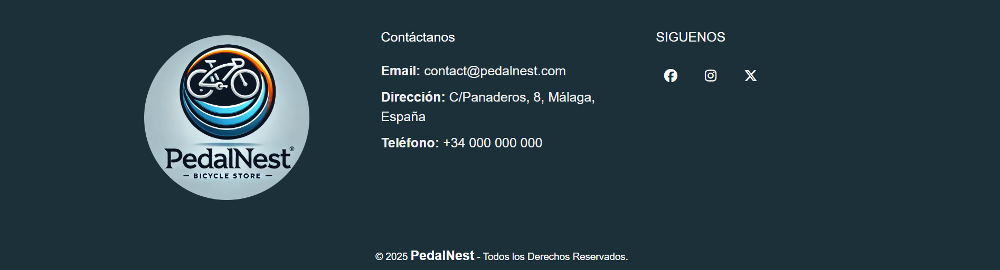 PedalNest®
BICYCLE STORE
Contáctanos
Email: contact@pedalnest.com
Dirección: C/Panaderos, 8, Málaga,
España
Teléfono: +34 000 000 000
SIGUENOS
© 2025 PedalNest - Todos los Derechos Reservados.